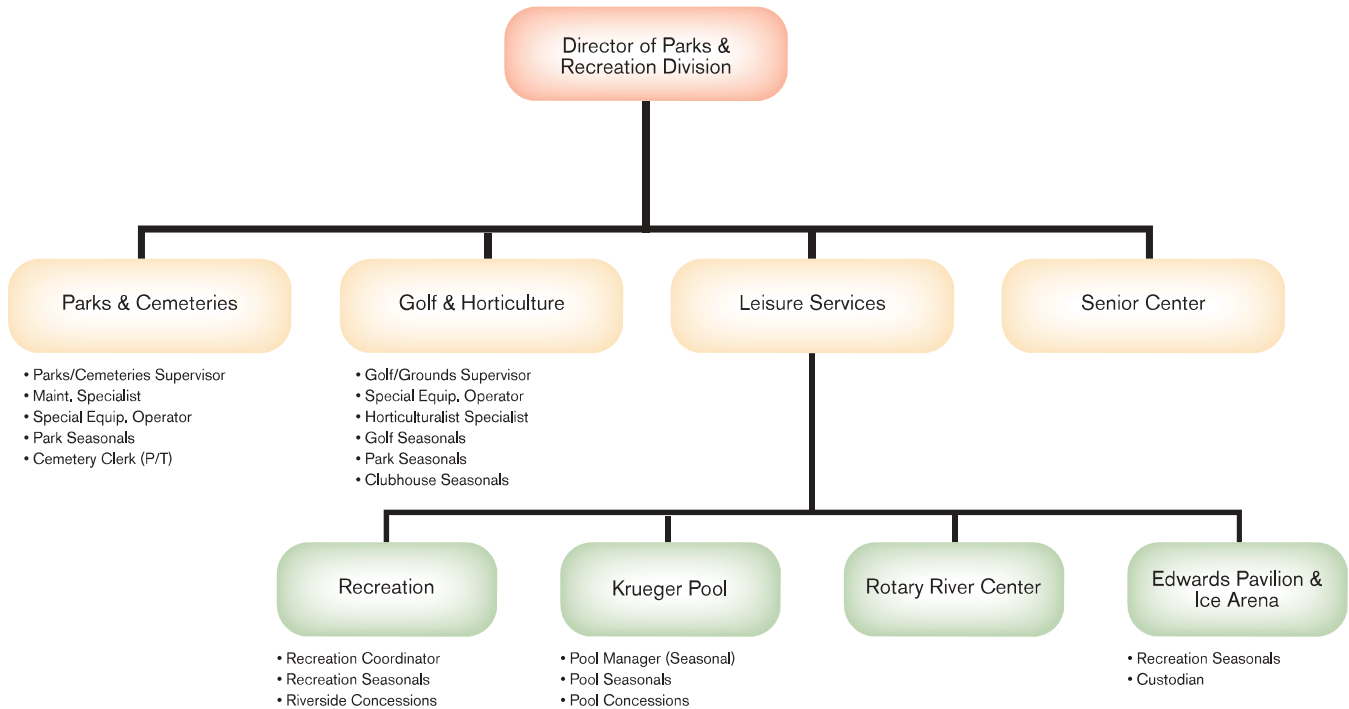 Director of Parks &
Recreation Division
Parks & Cemeteries
Golf & Horticulture
Leisure Services
Senior Center
• Parks/Cemeteries Supervisor
• Maint. Specialist
• Special Equip. Operator
• Park Seasonals
• Cemetery Clerk (P/T)
• Golf/Grounds Supervisor
• Special Equip. Operator
• Horticulturalist Specialist
• Golf Seasonals
• Park Seasonals
• Clubhouse Seasonals
Recreation
Krueger Pool
Rotary River Center
Edwards Pavilion &
Ice Arena
• Recreation Coordinator
• Recreation Seasonals
• Riverside Concessions
• Pool Manager (Seasonal)
• Pool Seasonals
• Pool Concessions
• Recreation Seasonals
• Custodian